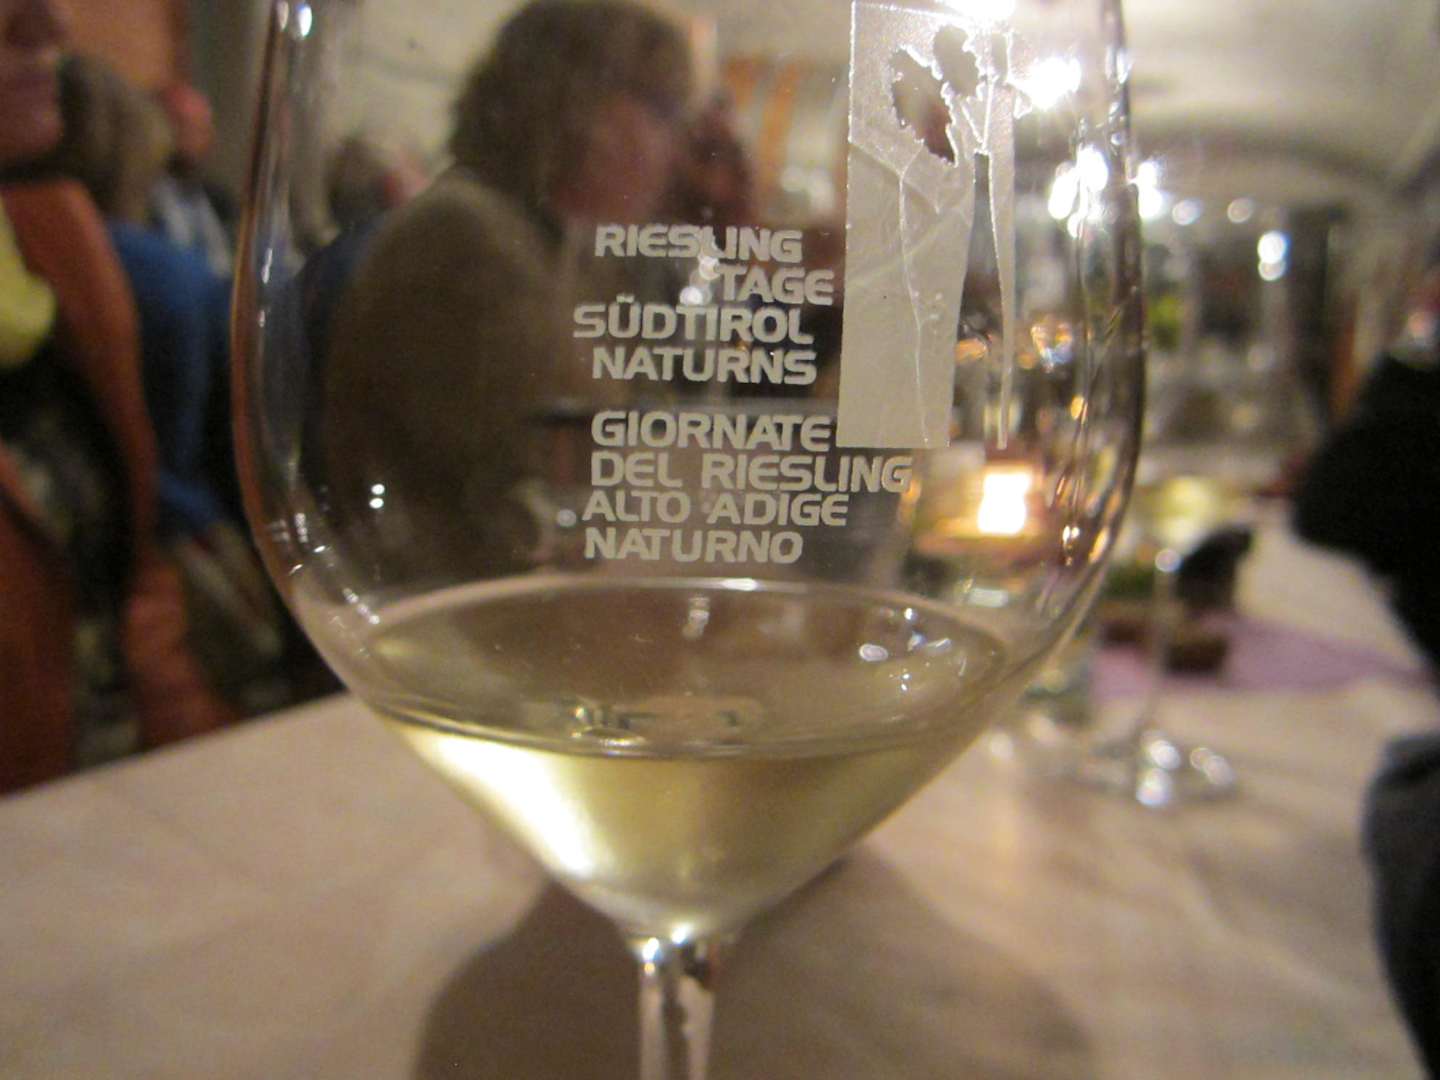 RIESLING
TAGE
SÜDTIROL
NATURNS
GIORNATE
DEL RIESLING
ALTO ADIGE
NATURNO